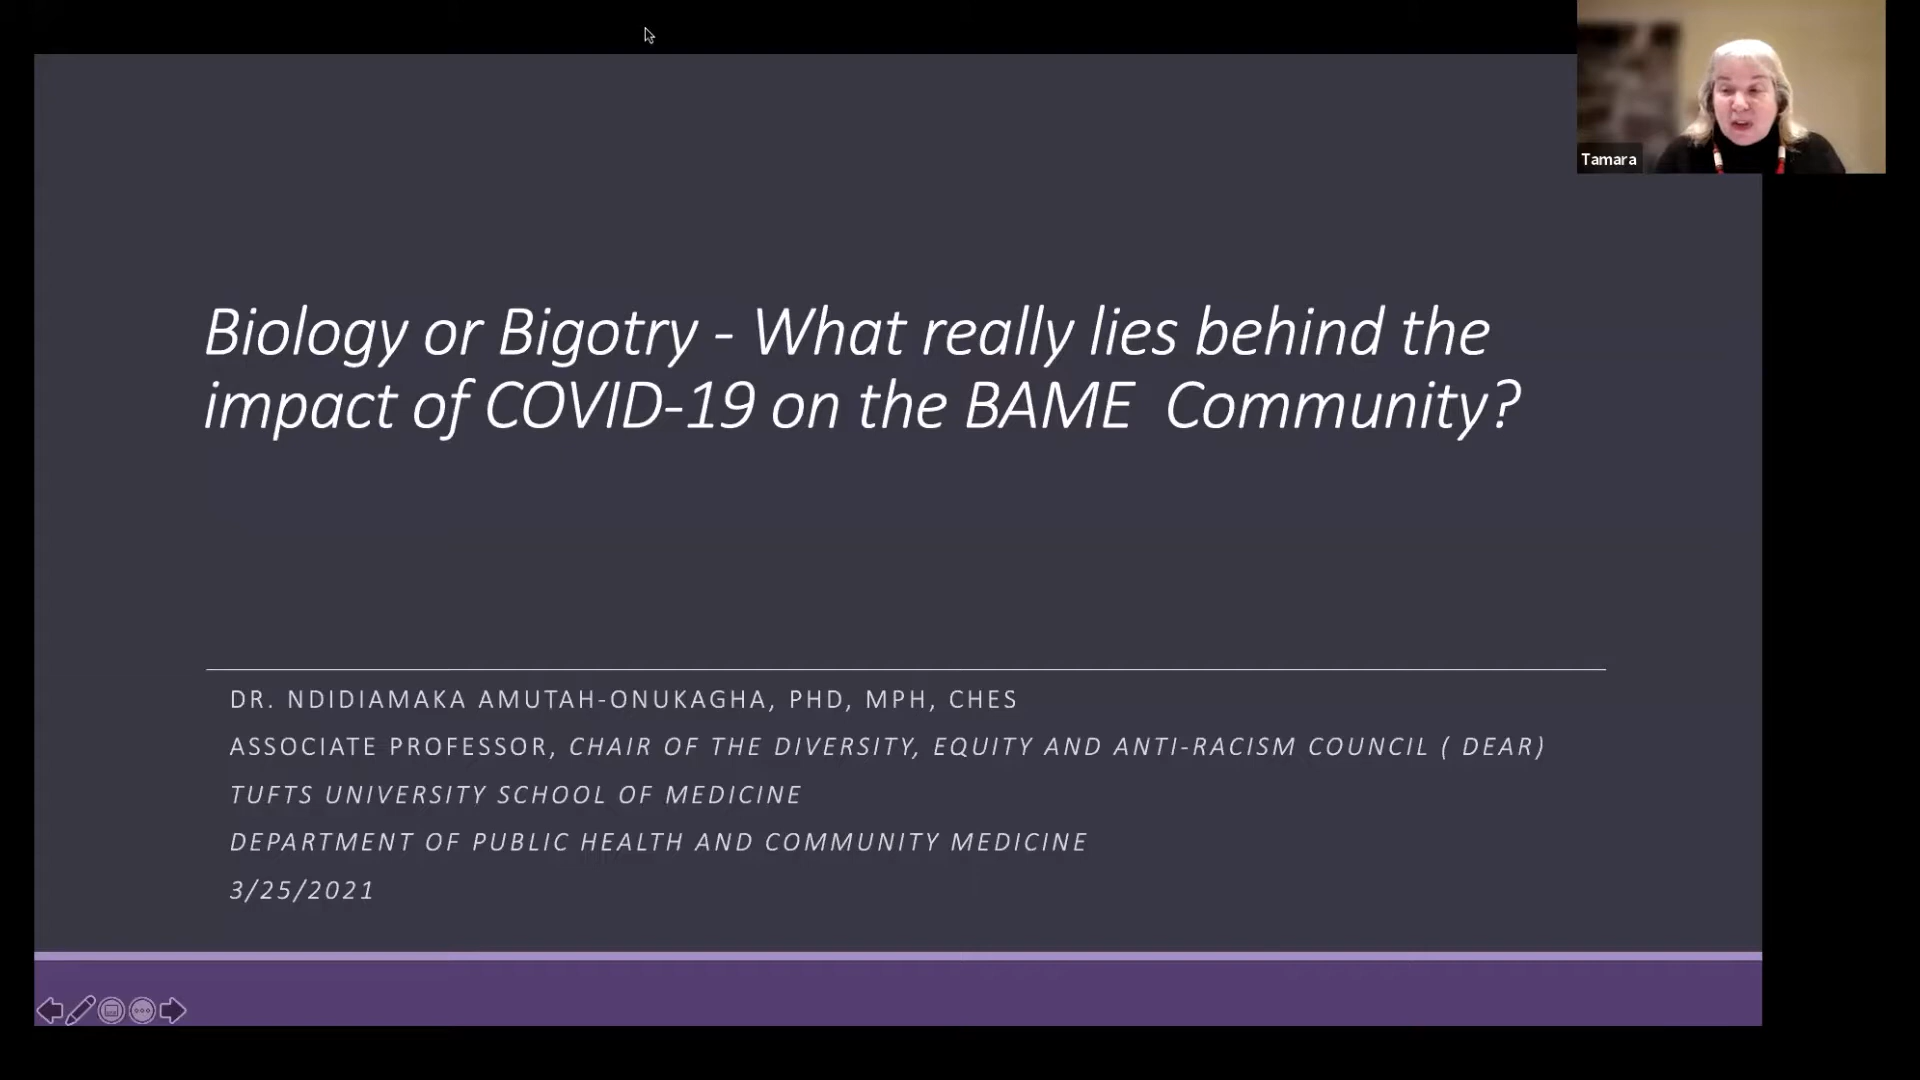 Tamara
Biology or Bigotry - What really lies behind the
impact of COVID-19 on the BAME Community?
DR. NDIDIAMAKA AMUTAH-ONUKAGHA, PHD, MPH, CHES
ASSOCIATE PROFESSOR, CHAIR OF THE DIVERSITY, EQUITY AND ANTI-RACISM COUNCIL ( DEAR)
TUFTS UNIVERSITY SCHOOL OF MEDICINE
DEPARTMENT OF PUBLIC HEALTH AND COMMUNITY MEDICINE
3/25/2021